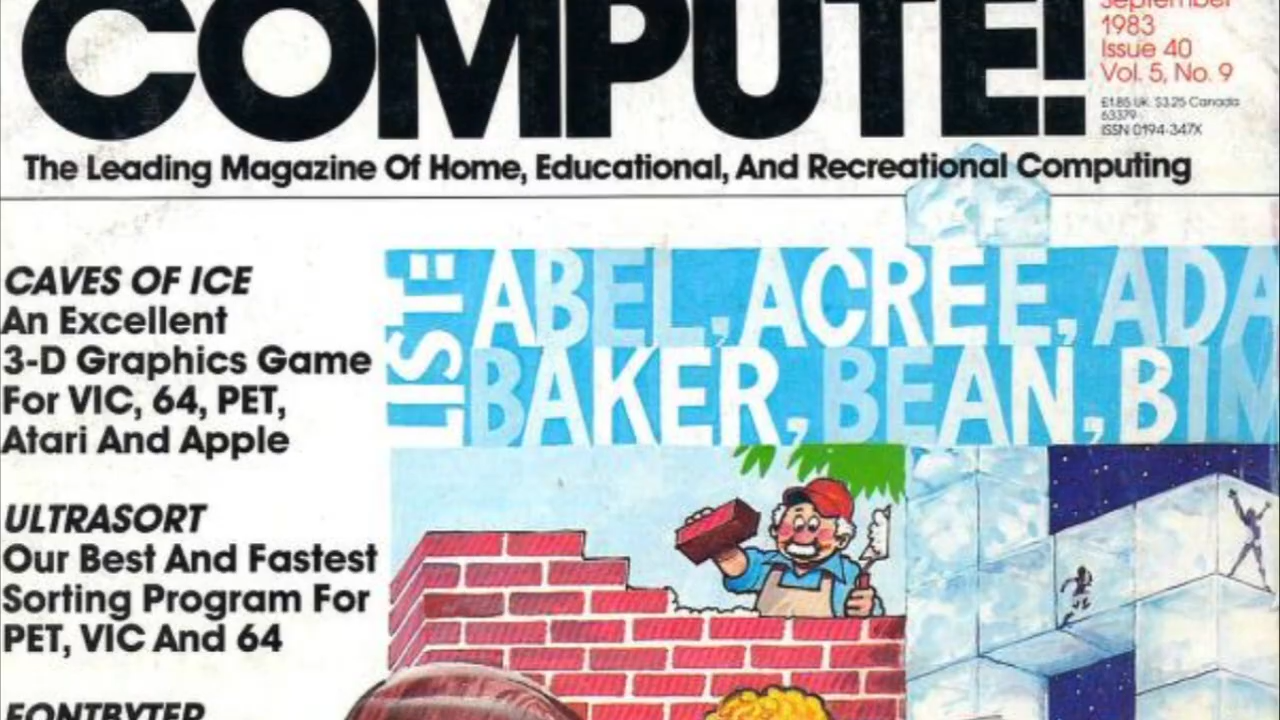 COMPUTE!
September
1983
Issue 40
Vol. 5, No. 9
£1.85 UK. $3.25 Canada
63379
ISSN 0194-347X
The Leading Magazine Of Home, Educational, And Recreational Computing
CAVES OF ICE
An Excellent
3-D Graphics Game
For VIC, 64, PET,
Atari And Apple
ULTRASORT
Our Best And Fastest
Sorting Program For
PET, VIC And 64
FONTBYTER
LIST:
ABEL, ACREE, ADA
BAKER, BEAN, BIM